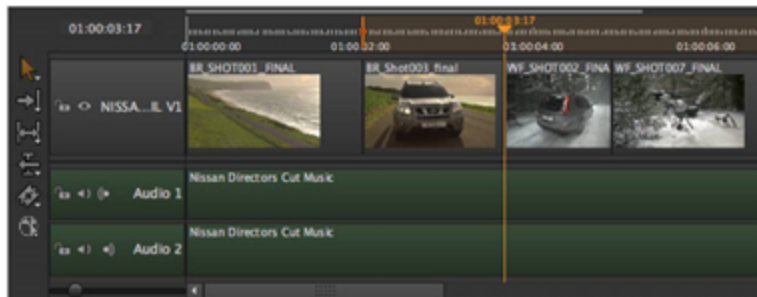 01:00:03:17
01:00:03:17
01:00:00:00
01:00:02:00
01:00:04:00
01:00:06:00
NISSA...IL V1
BR_SHOT001_FINAL
BR_Shot003_final
WF_SHOT002_FINA
WF_SHOT007_FINAL
Audio 1
Nissan Directors Cut Music
Audio 2
Nissan Directors Cut Music